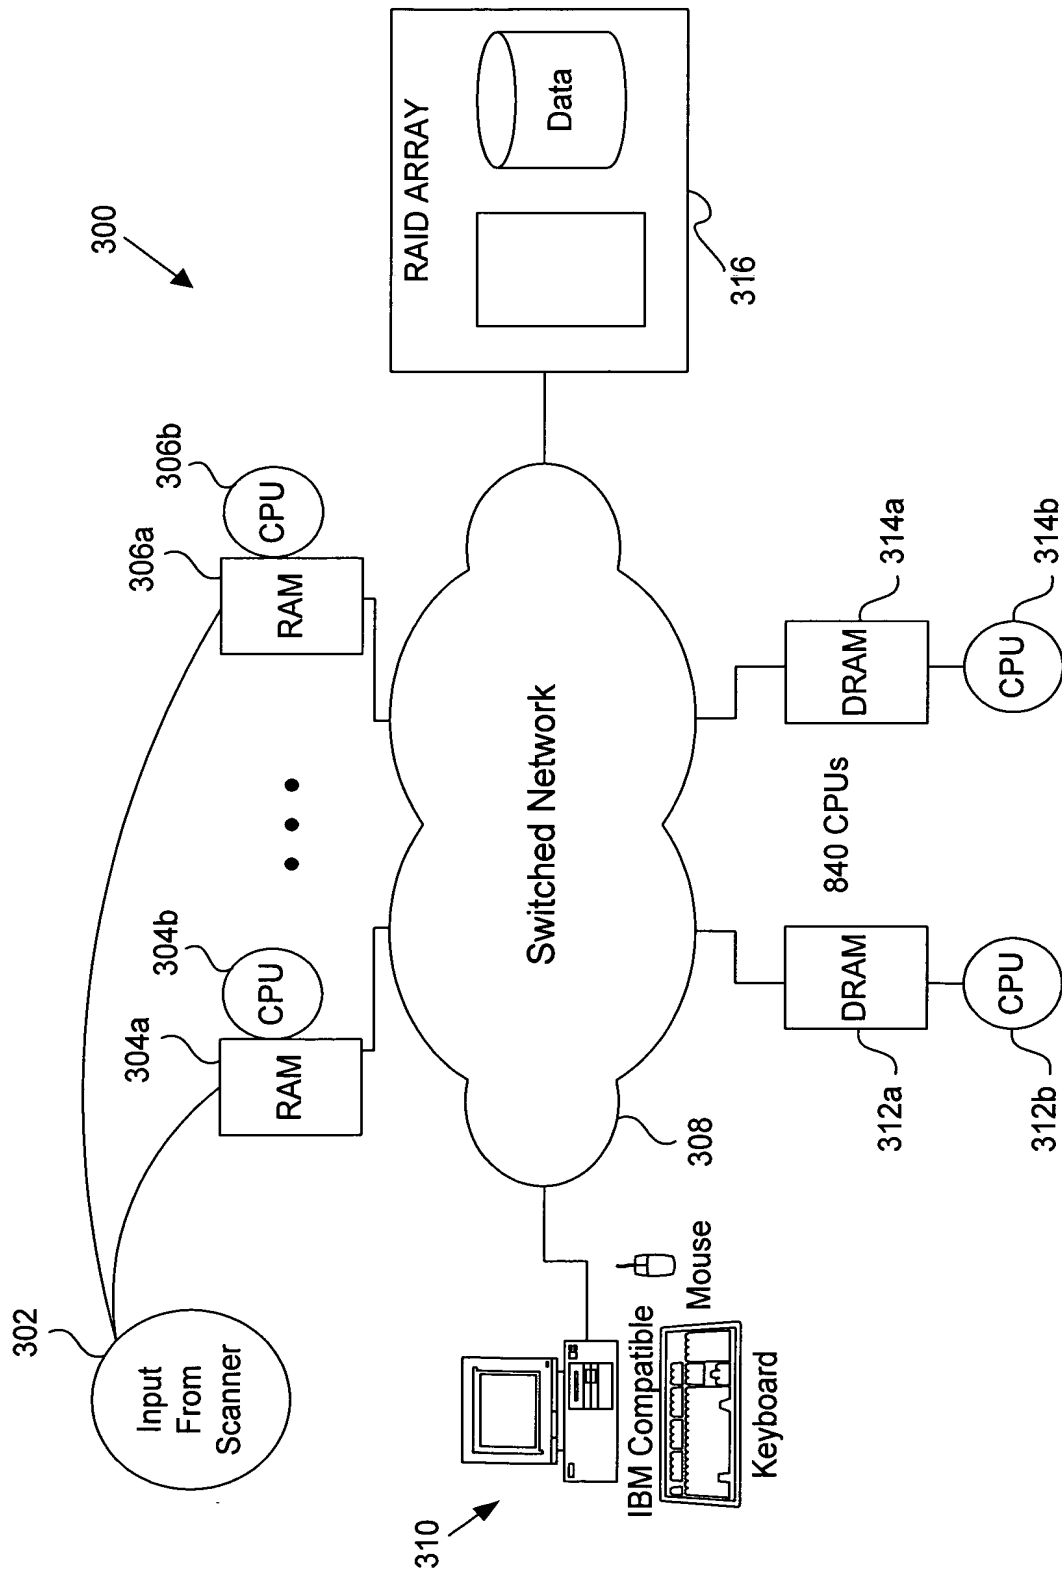 300
302
Input
From
Scanner
304a
304b
RAM
CPU
306a
306b
RAM
CPU
RAID ARRAY
Data
316
Switched Network
308
310
IBM Compatible
Mouse
Keyboard
DRAM
312a
CPU
312b
840 CPUs
DRAM
314a
CPU
314b